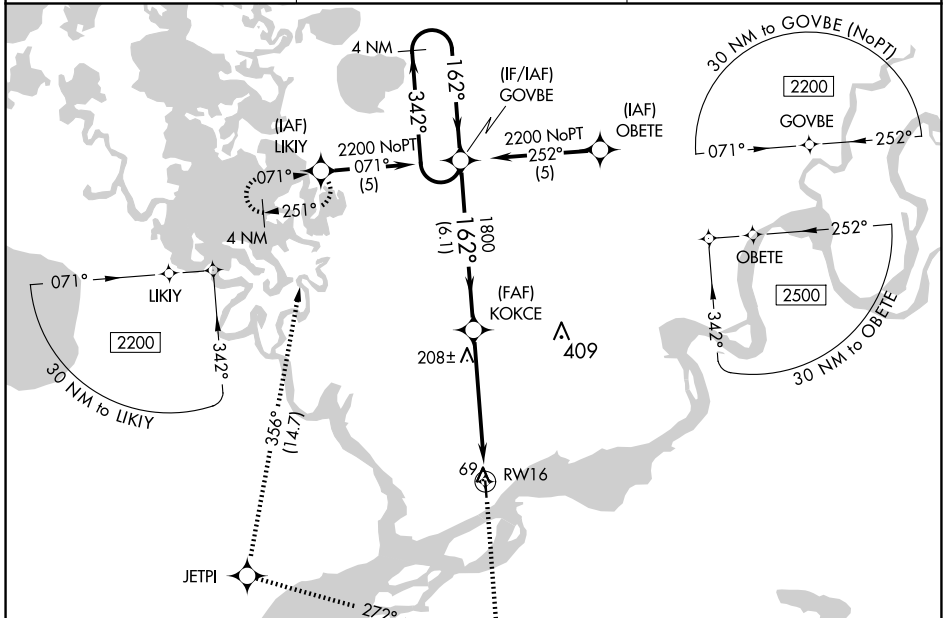 30 NM to GOVBE (NoPT)
4 NM
162°
342°
(IF/IAF)
GOVBE
(IAF)
OBETE
2200
GOVBE
071°
252°
(IAF)
LIKIY
2200 NoPT
071°
(5)
2200 NoPT
252°
(5)
071°
251°
4 NM
1800
162°
(6.1)
252°
OBETE
2500
342°
30 NM to OBETE
071°
LIKIY
2200
342°
30 NM to LIKIY
(FAF)
KOKCE
208±
409
356°
(14.7)
69
RW16
JETPI
272°